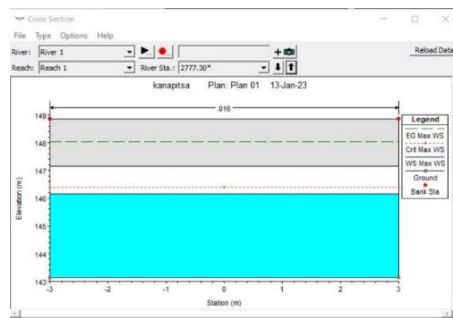 Cross Section
File Type Options Help
River: River 1
Reload Data
Reach: Reach 1 River Sta.: 2777.30*
kanapitsa Plan: Plan 01 13-Jan-23
.016
Legend
EG Max WS
Crit Max WS
WS Max WS
Ground
Bank Sta
149
148
147
146
145
144
143
Elevation (m)
-3 -2 -1 0 1 2 3
Station (m)